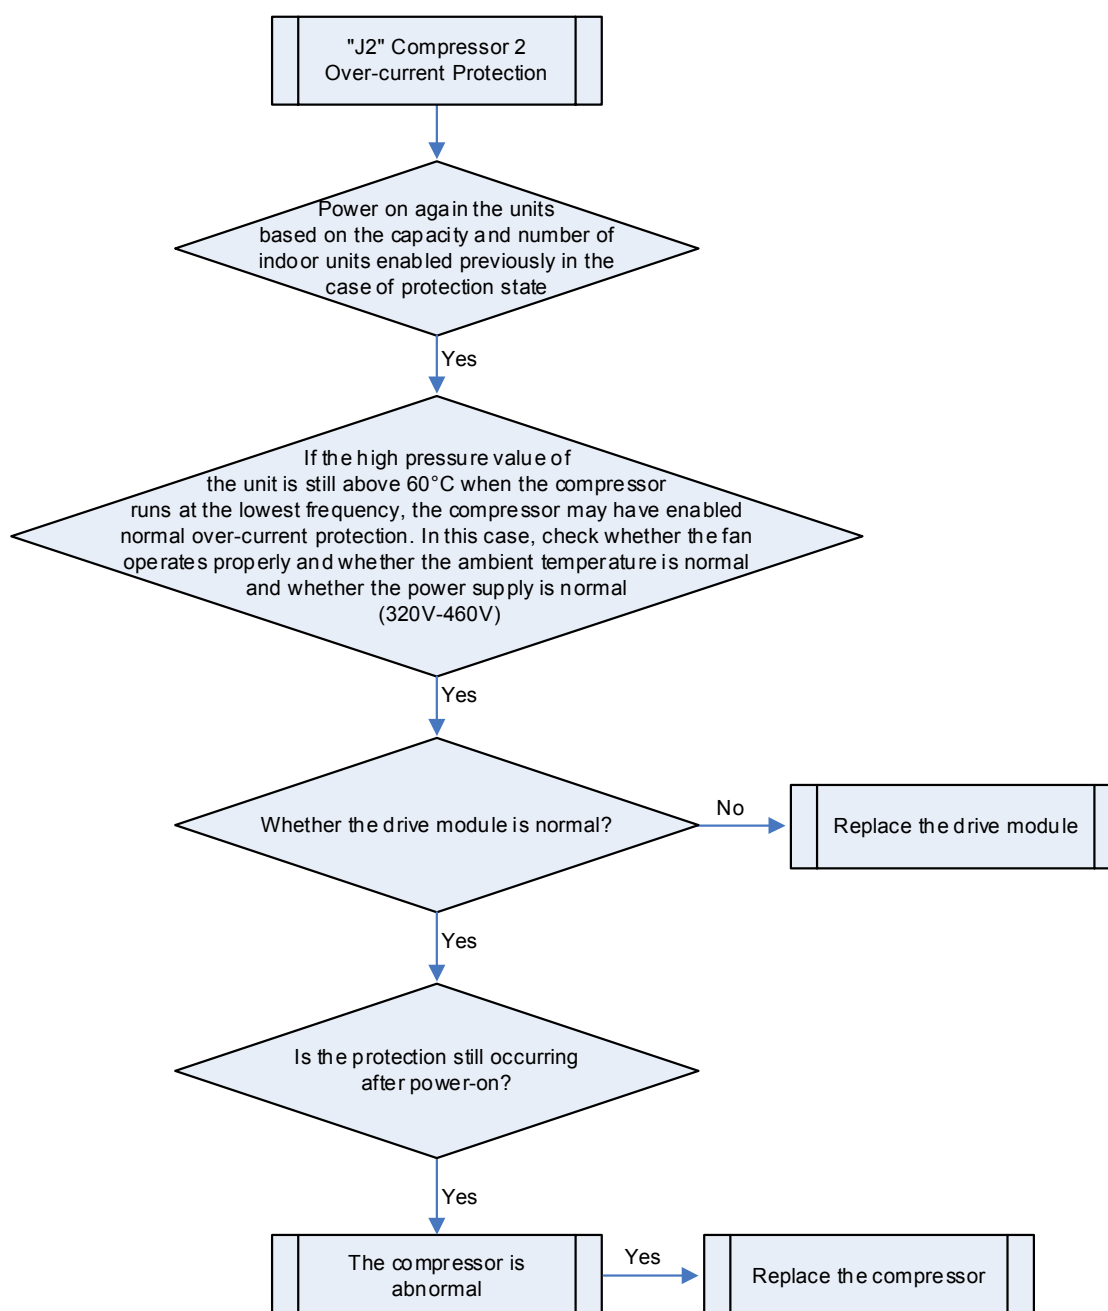 "J2" Compressor 2
Over-current Protection
Power on again the units
based on the capacity and number of
indoor units enabled previously in the
case of protection state
Yes
If the high pressure value of
the unit is still above 60°C when the compressor
runs at the lowest frequency, the compressor may have enabled
normal over-current protection. In this case, check whether the fan
operates properly and whether the ambient temperature is normal
and whether the power supply is normal
(320V-460V)
Yes
Whether the drive module is normal?
No
Replace the drive module
Yes
Is the protection still occurring
after power-on?
Yes
The compressor is
abnormal
Yes
Replace the compressor